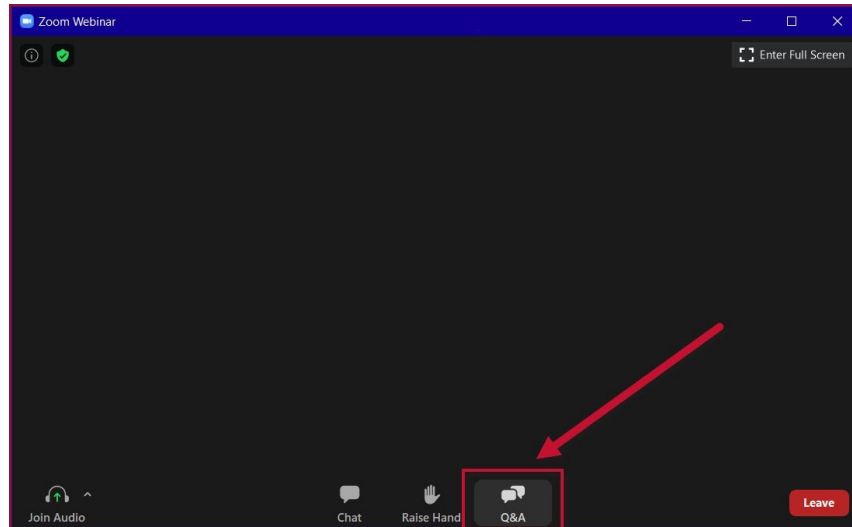 Zoom Webinar
Enter Full Screen
Join Audio
Chat
Raise Hand
Q&A
Leave